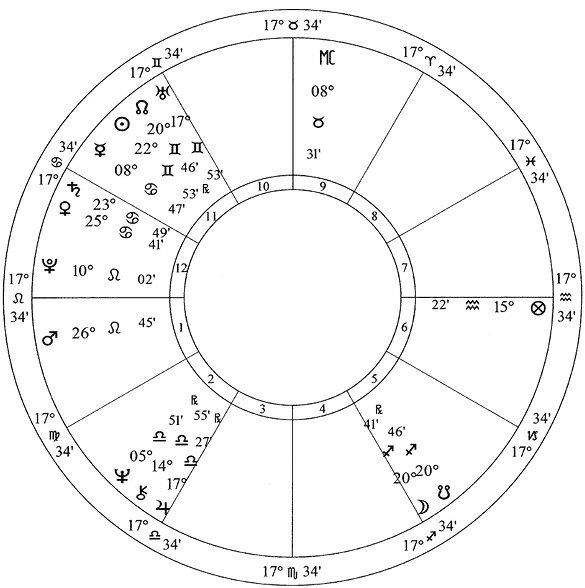 17° ♉ 34'
17° ♈ 34'
17° ♓ 34'
17° ♒ 34'
17° ♑ 34'
17° ♐ 34'
17° ♏ 34'
17° ♎ 34'
17° ♍ 34'
17° ♌ 34'
17° ♋ 34'
17° ♊ 34'
MC 08° ♉ 31'
♅ 17° ♊ 53' ℞
☊ 20° ♊ 46'
☉ 22° ♊ 53'
☿ 08° ♋ 47'
♄ 23° ♋ 49'
♀ 25° ♋ 41'
♇ 10° ♌ 02'
♂ 26° ♌ 45'
♆ 05° ♎ 51' ℞
⚷ 14° ♎ 55' ℞
♃ 17° ♎ 27'
☽ 20° ♐ 41' ℞
☋ 20° ♐ 46'
⊗ 15° ♒ 22'
1
2
3
4
5
6
7
8
9
10
11
12